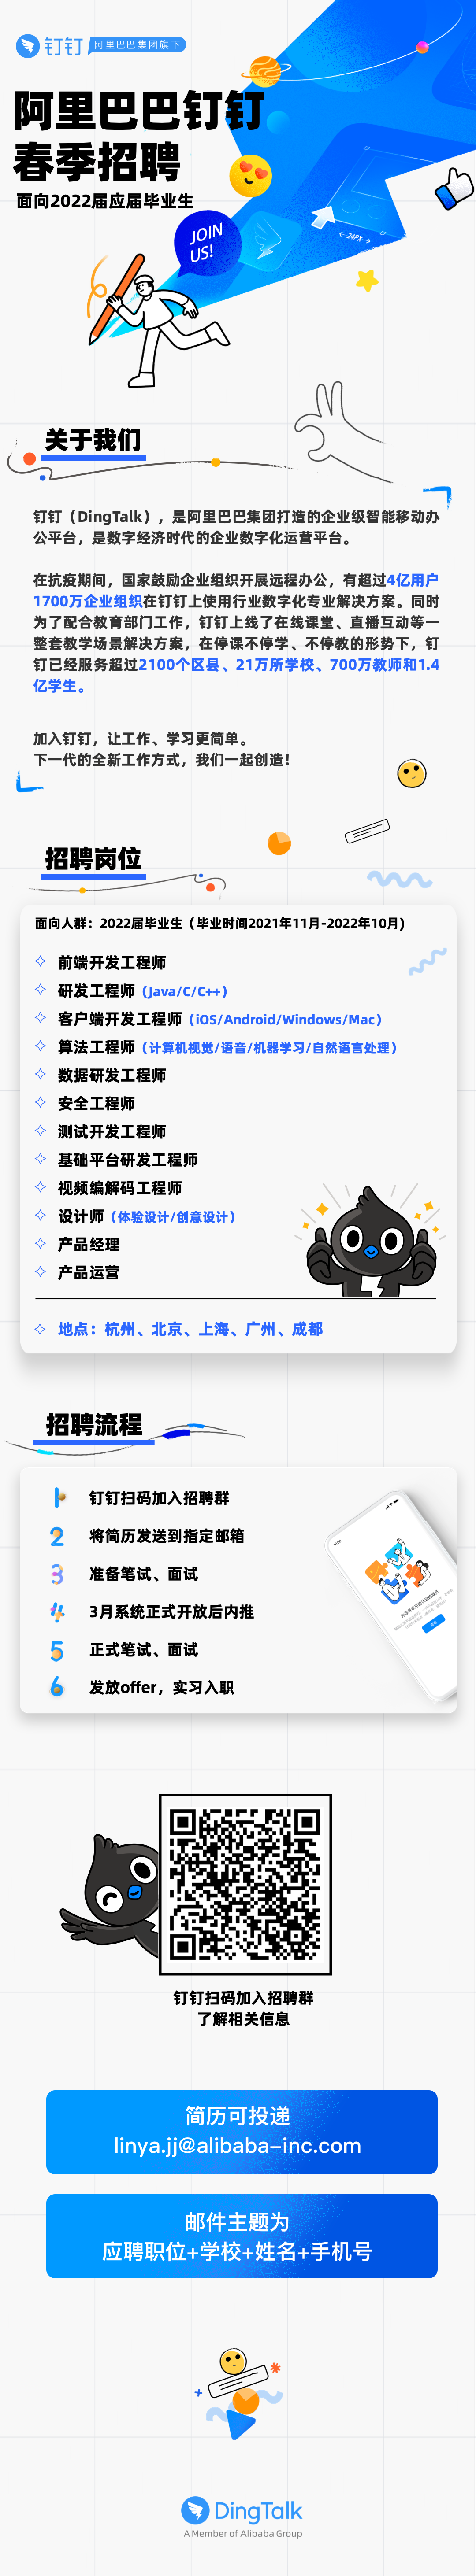 钉钉 阿里巴巴集团旗下
阿里巴巴钉钉
春季招聘
面向2022届应届毕业生
JOIN
US!
24PX
关于我们
钉钉（DingTalk），是阿里巴巴集团打造的企业级智能移动办
公平台，是数字经济时代的企业数字化运营平台。
在抗疫期间，国家鼓励企业组织开展远程办公，有超过4亿用户
1700万企业组织在钉钉上使用行业数字化专业解决方案。同时
为了配合教育部门工作，钉钉上线了在线课堂、直播互动等一
整套教学场景解决方案，在停课不停学、不停教的形势下，钉
钉已经服务超过2100个区县、21万所学校、700万教师和1.4
亿学生。
加入钉钉，让工作、学习更简单。
下一代的全新工作方式，我们一起创造！
招聘岗位
面向人群：2022届毕业生（毕业时间2021年11月-2022年10月)
前端开发工程师
研发工程师（Java/C/C++）
客户端开发工程师（iOS/Android/Windows/Mac）
算法工程师（计算机视觉/语音/机器学习/自然语言处理）
数据研发工程师
安全工程师
测试开发工程师
基础平台研发工程师
视频编解码工程师
设计师（体验设计/创意设计）
产品经理
产品运营
地点：杭州、北京、上海、广州、成都
招聘流程
1 钉钉扫码加入招聘群
2 将简历发送到指定邮箱
3 准备笔试、面试
4 3月系统正式开放后内推
5 正式笔试、面试
6 发放offer，实习入职
钉钉扫码加入招聘群
了解相关信息
简历可投递
linya.jj@alibaba-inc.com
邮件主题为
应聘职位+学校+姓名+手机号
DingTalk
A Member of Alibaba Group